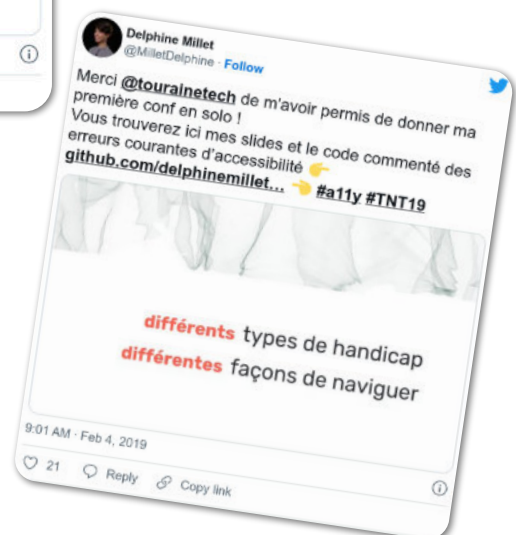 Delphine Millet
@MilletDelphine · Follow
Merci @tourainetech de m'avoir permis de donner ma
première conf en solo !
Vous trouverez ici mes slides et le code commenté des
erreurs courantes d'accessibilité 👉
github.com/delphinemillet... 👈 #a11y #TNT19
différents types de handicap
différentes façons de naviguer
9:01 AM · Feb 4, 2019
21 Reply Copy link